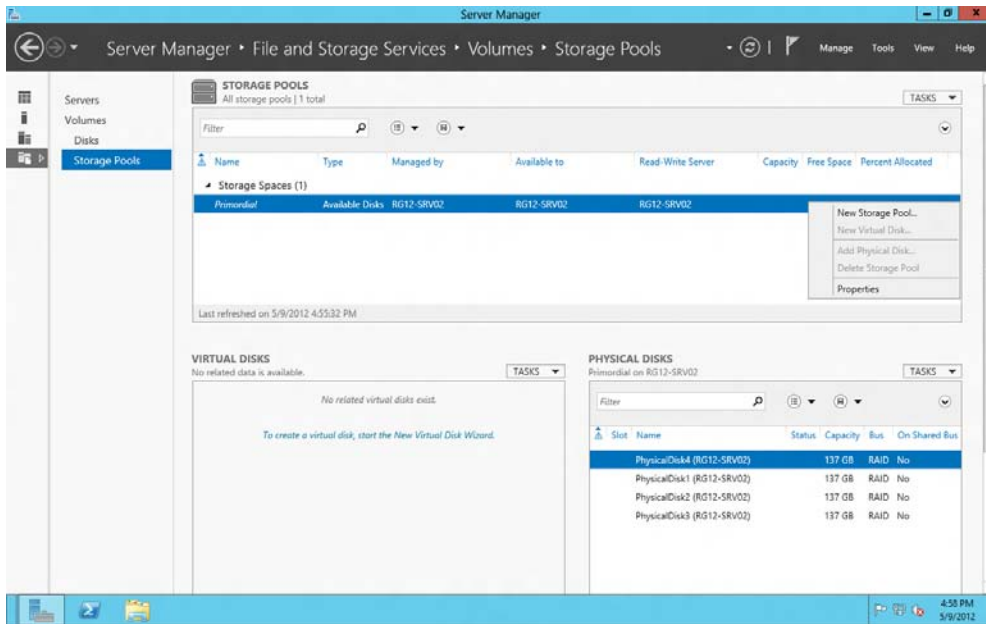 Server Manager
Server Manager • File and Storage Services • Volumes • Storage Pools
Manage Tools View Help
Servers
Volumes
Disks
Storage Pools
STORAGE POOLS
All storage pools | 1 total
TASKS
Filter
Name Type Managed by Available to Read-Write Server Capacity Free Space Percent Allocated
Storage Spaces (1)
Primordial Available Disks RG12-SRV02 RG12-SRV02 RG12-SRV02
New Storage Pool...
New Virtual Disk...
Add Physical Disk...
Delete Storage Pool
Properties
Last refreshed on 5/9/2012 4:55:32 PM
VIRTUAL DISKS
No related data is available.
TASKS
No related virtual disks exist.
To create a virtual disk, start the New Virtual Disk Wizard.
PHYSICAL DISKS
Primordial on RG12-SRV02
TASKS
Filter
Slot Name Status Capacity Bus On Shared Bus
PhysicalDisk4 (RG12-SRV02) 137 GB RAID No
PhysicalDisk1 (RG12-SRV02) 137 GB RAID No
PhysicalDisk2 (RG12-SRV02) 137 GB RAID No
PhysicalDisk3 (RG12-SRV02) 137 GB RAID No
4:58 PM
5/9/2012